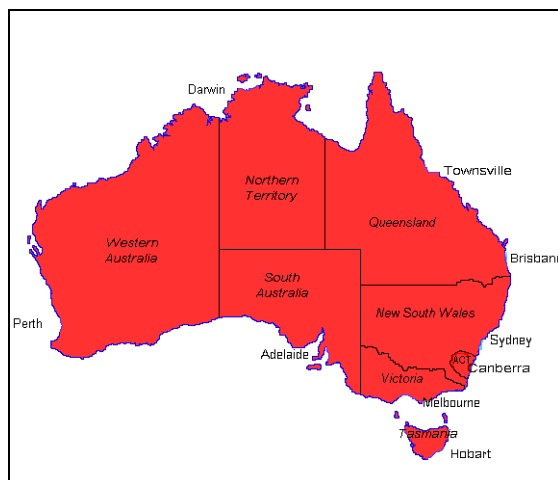 Darwin
Townsville
Northern
Territory
Queensland
Western
Australia
Brisban
South
Australia
New South Wales
Perth
Sydney
Adelaide
ACT
Canberra
Victoria
Melbourne
Tasmania
Hobart